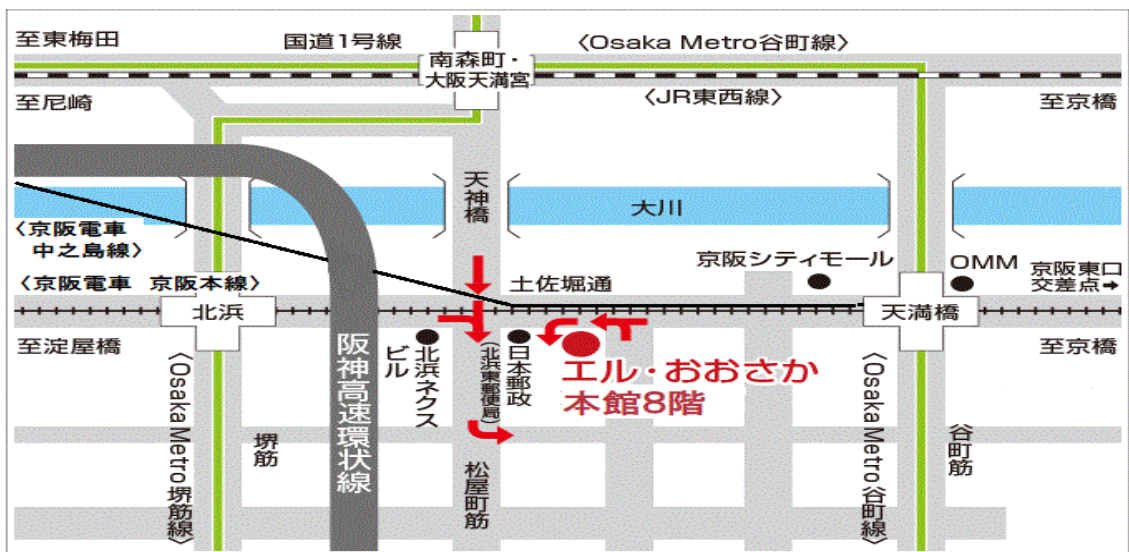 至東梅田
国道1号線
南森町・
大阪天満宮
〈Osaka Metro谷町線〉
至尼崎
〈JR東西線〉
至京橋
天神橋
大川
〈京阪電車
中之島線〉
〈京阪電車 京阪本線〉
土佐堀通
京阪シティモール
OMM
京阪東口
交差点→
北浜
天満橋
至淀屋橋
阪神高速環状線
北浜ネクス
ビル
(北浜東郵便局)
日本郵政
エル・おおさか
本館8階
至京橋
〈Osaka Metro堺筋線〉
堺筋
松屋町筋
〈Osaka Metro谷町線〉
谷町筋